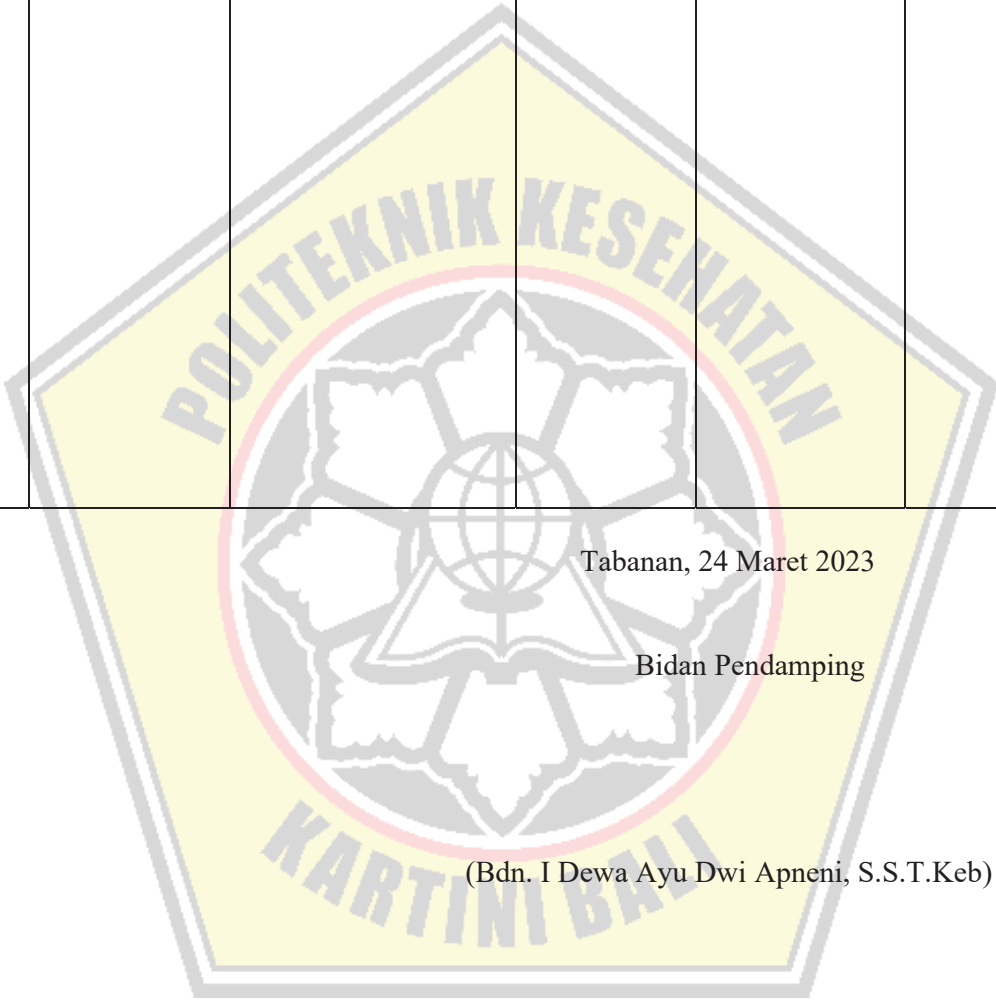 POLITEKNIK KESEHATAN
Tabanan, 24 Maret 2023
Bidan Pendamping
(Bdn. I Dewa Ayu Dwi Apneni, S.S.T.Keb)
KARTINI BALI